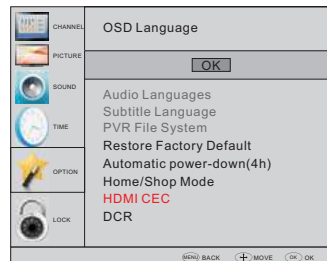 CHANNEL
PICTURE
SOUND
TIME
OPTION
LOCK
OSD Language
OK
Audio Languages
Subtitle Language
PVR File System
Restore Factory Default
Automatic power-down(4h)
Home/Shop Mode
HDMI CEC
DCR
MENU BACK MOVE OK OK